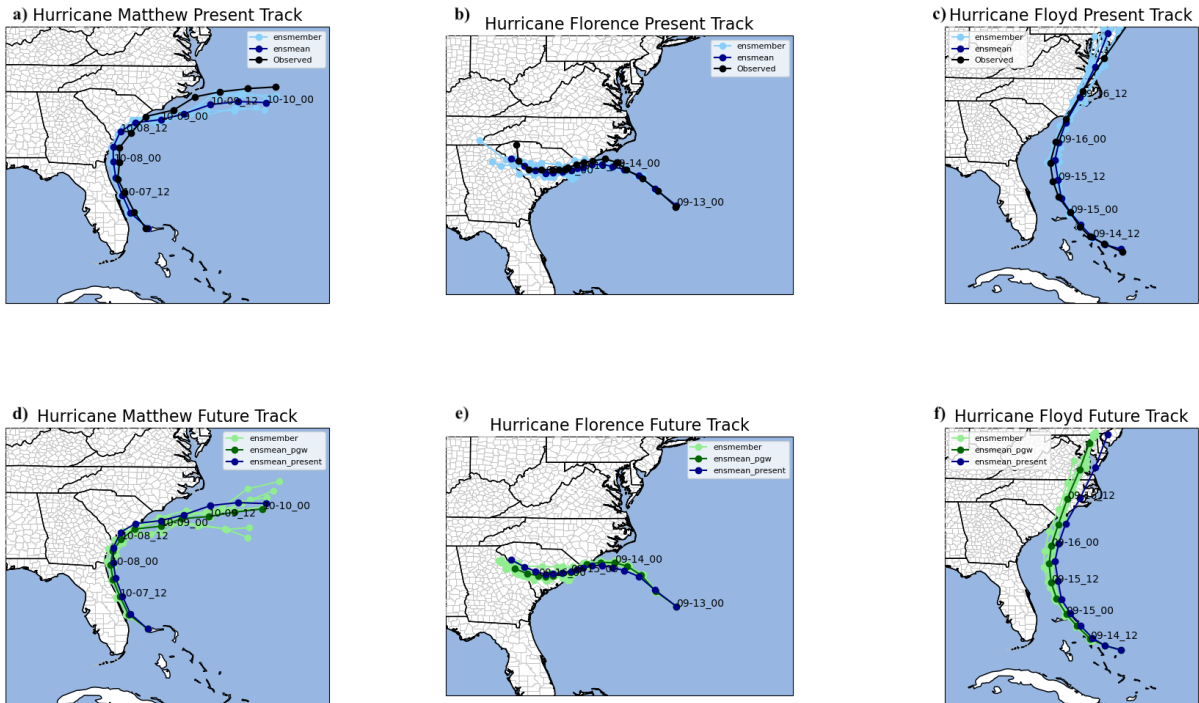 a) Hurricane Matthew Present Track
ensmember
ensmean
Observed
10-09_12
10-10_00
10-09_00
10-08_12
10-08_00
10-07_12
b) Hurricane Florence Present Track
ensmember
ensmean
Observed
09-14_00
09-13_00
c) Hurricane Floyd Present Track
ensmember
ensmean
Observed
09-16_12
09-16_00
09-15_12
09-15_00
09-14_12
d) Hurricane Matthew Future Track
ensmember
ensmean_pgw
ensmean_present
10-10_00
10-09_12
10-09_00
10-08_12
10-08_00
10-07_12
e) Hurricane Florence Future Track
ensmember
ensmean_pgw
ensmean_present
09-14_00
09-13_00
f) Hurricane Floyd Future Track
ensmember
ensmean_pgw
ensmean_present
09-16_12
09-16_00
09-15_12
09-15_00
09-14_12